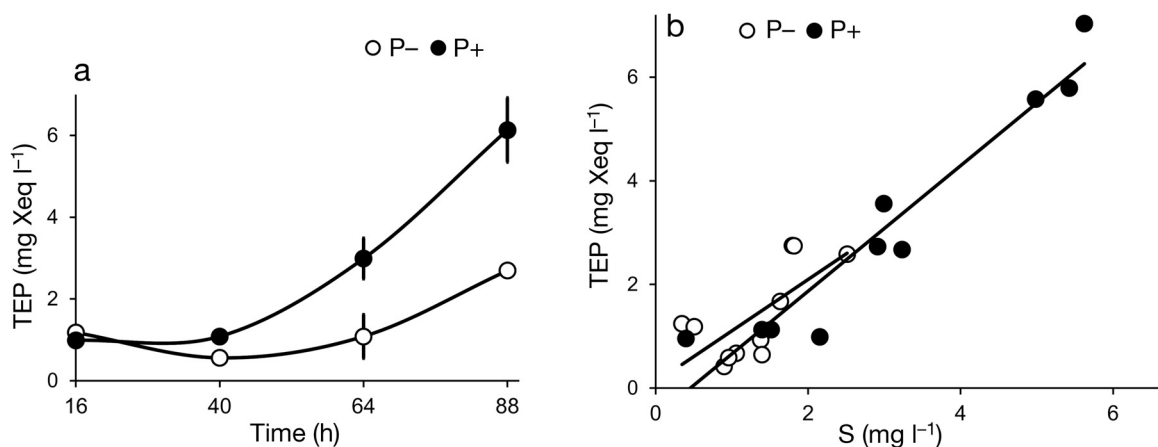 a
P– P+
TEP (mg Xeq l⁻¹)
6
4
2
0
16 40 64 88
Time (h)
b
P– P+
TEP (mg Xeq l⁻¹)
6
4
2
0
0 2 4 6
S (mg l⁻¹)